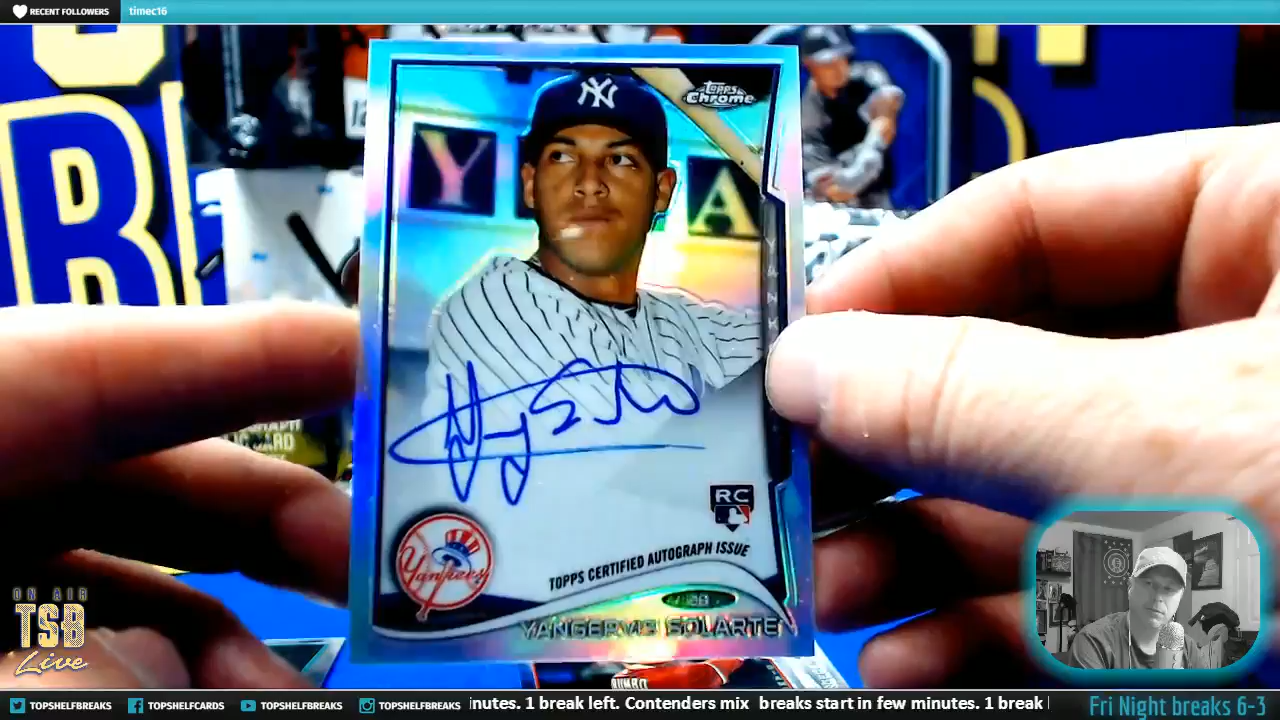 RECENT FOLLOWERS
timec16
NY
Topps
Chrome
Y
A
RC
Yankees
TOPPS CERTIFIED AUTOGRAPH ISSUE
YANGERVIS SOLARTE
ON AIR
TSB
Live
TOPSHELFBREAKS
TOPSHELFCARDS
TOPSHELFBREAKS
TOPSHELFBREAKS
inutes. 1 break left. Contenders mix breaks start in few minutes. 1 break
Fri Night breaks 6-3